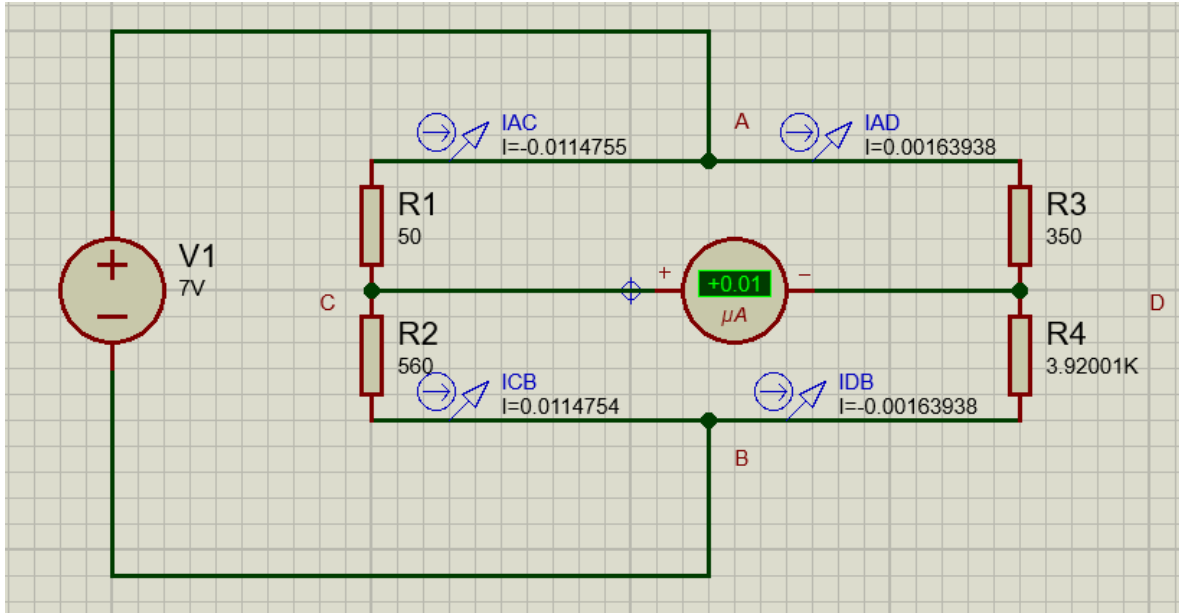 IAC
I=-0.0114755
A
IAD
I=0.00163938
R1
50
R3
350
V1
7V
+
-
+0.01
µA
C
D
R2
560
R4
3.92001K
ICB
I=0.0114754
IDB
I=-0.00163938
B